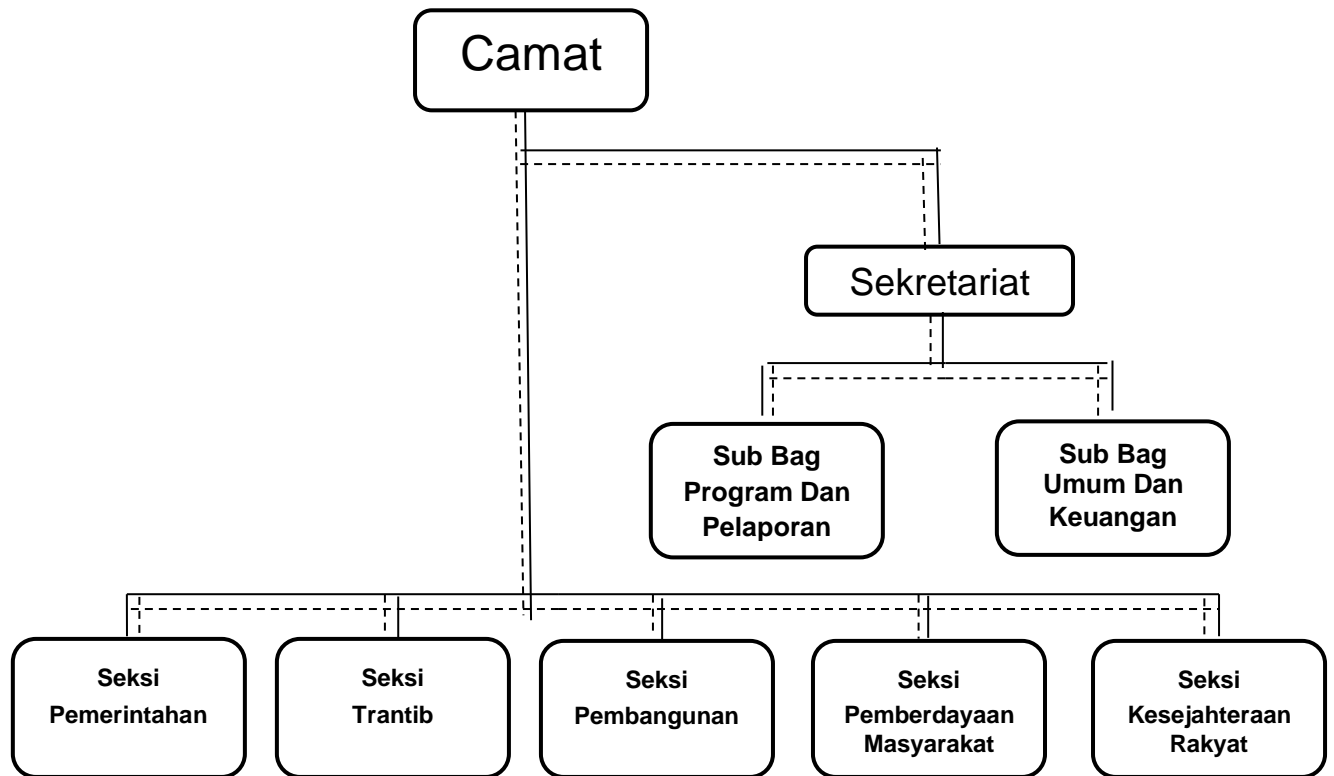 Camat
Sekretariat
Sub Bag
Program Dan
Pelaporan
Sub Bag
Umum Dan
Keuangan
Seksi
Pemerintahan
Seksi
Trantib
Seksi
Pembangunan
Seksi
Pemberdayaan
Masyarakat
Seksi
Kesejahteraan
Rakyat